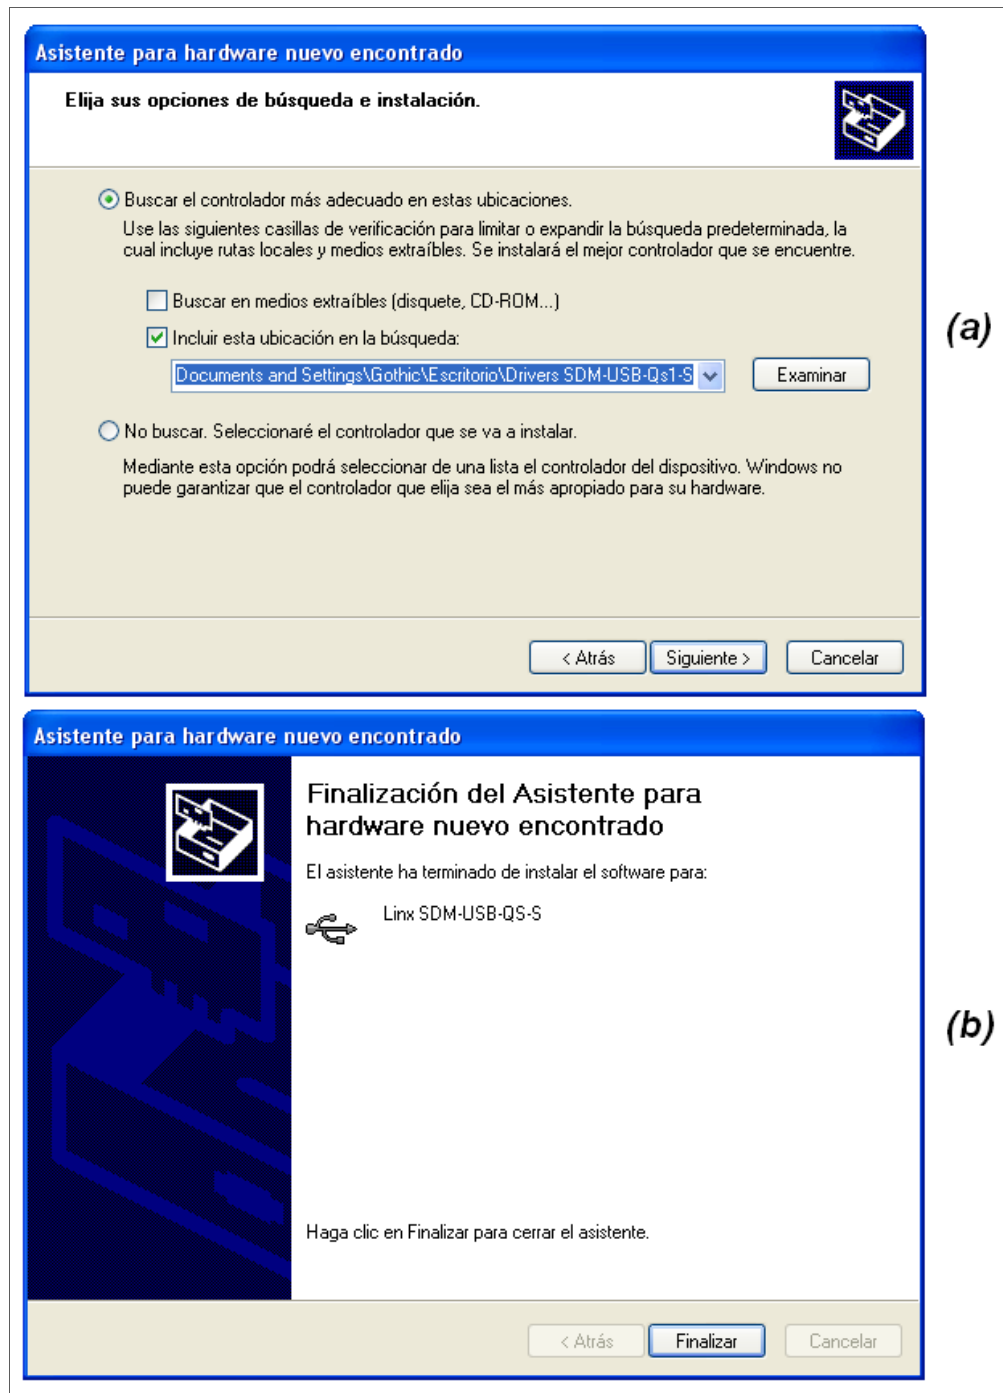 Asistente para hardware nuevo encontrado
Elija sus opciones de búsqueda e instalación.
Buscar el controlador más adecuado en estas ubicaciones.
Use las siguientes casillas de verificación para limitar o expandir la búsqueda predeterminada, la
cual incluye rutas locales y medios extraíbles. Se instalará el mejor controlador que se encuentre.
Buscar en medios extraíbles (disquete, CD-ROM...)
Incluir esta ubicación en la búsqueda:
Documents and Settings\Gothic\Escritorio\Drivers SDM-USB-Qs1-S
Examinar
No buscar. Seleccionaré el controlador que se va a instalar.
Mediante esta opción podrá seleccionar de una lista el controlador del dispositivo. Windows no
puede garantizar que el controlador que elija sea el más apropiado para su hardware.
< Atrás
Siguiente >
Cancelar
(a)
Asistente para hardware nuevo encontrado
Finalización del Asistente para
hardware nuevo encontrado
El asistente ha terminado de instalar el software para:
Linx SDM-USB-QS-S
Haga clic en Finalizar para cerrar el asistente.
< Atrás
Finalizar
Cancelar
(b)